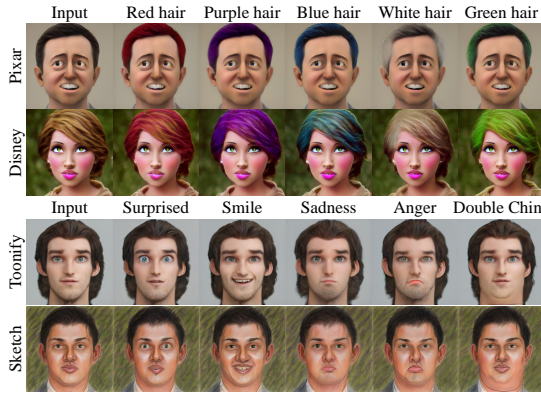 Input Red hair Purple hair Blue hair White hair Green hair
Pixar
Disney
Input Surprised Smile Sadness Anger Double Chin
Toonify
Sketch